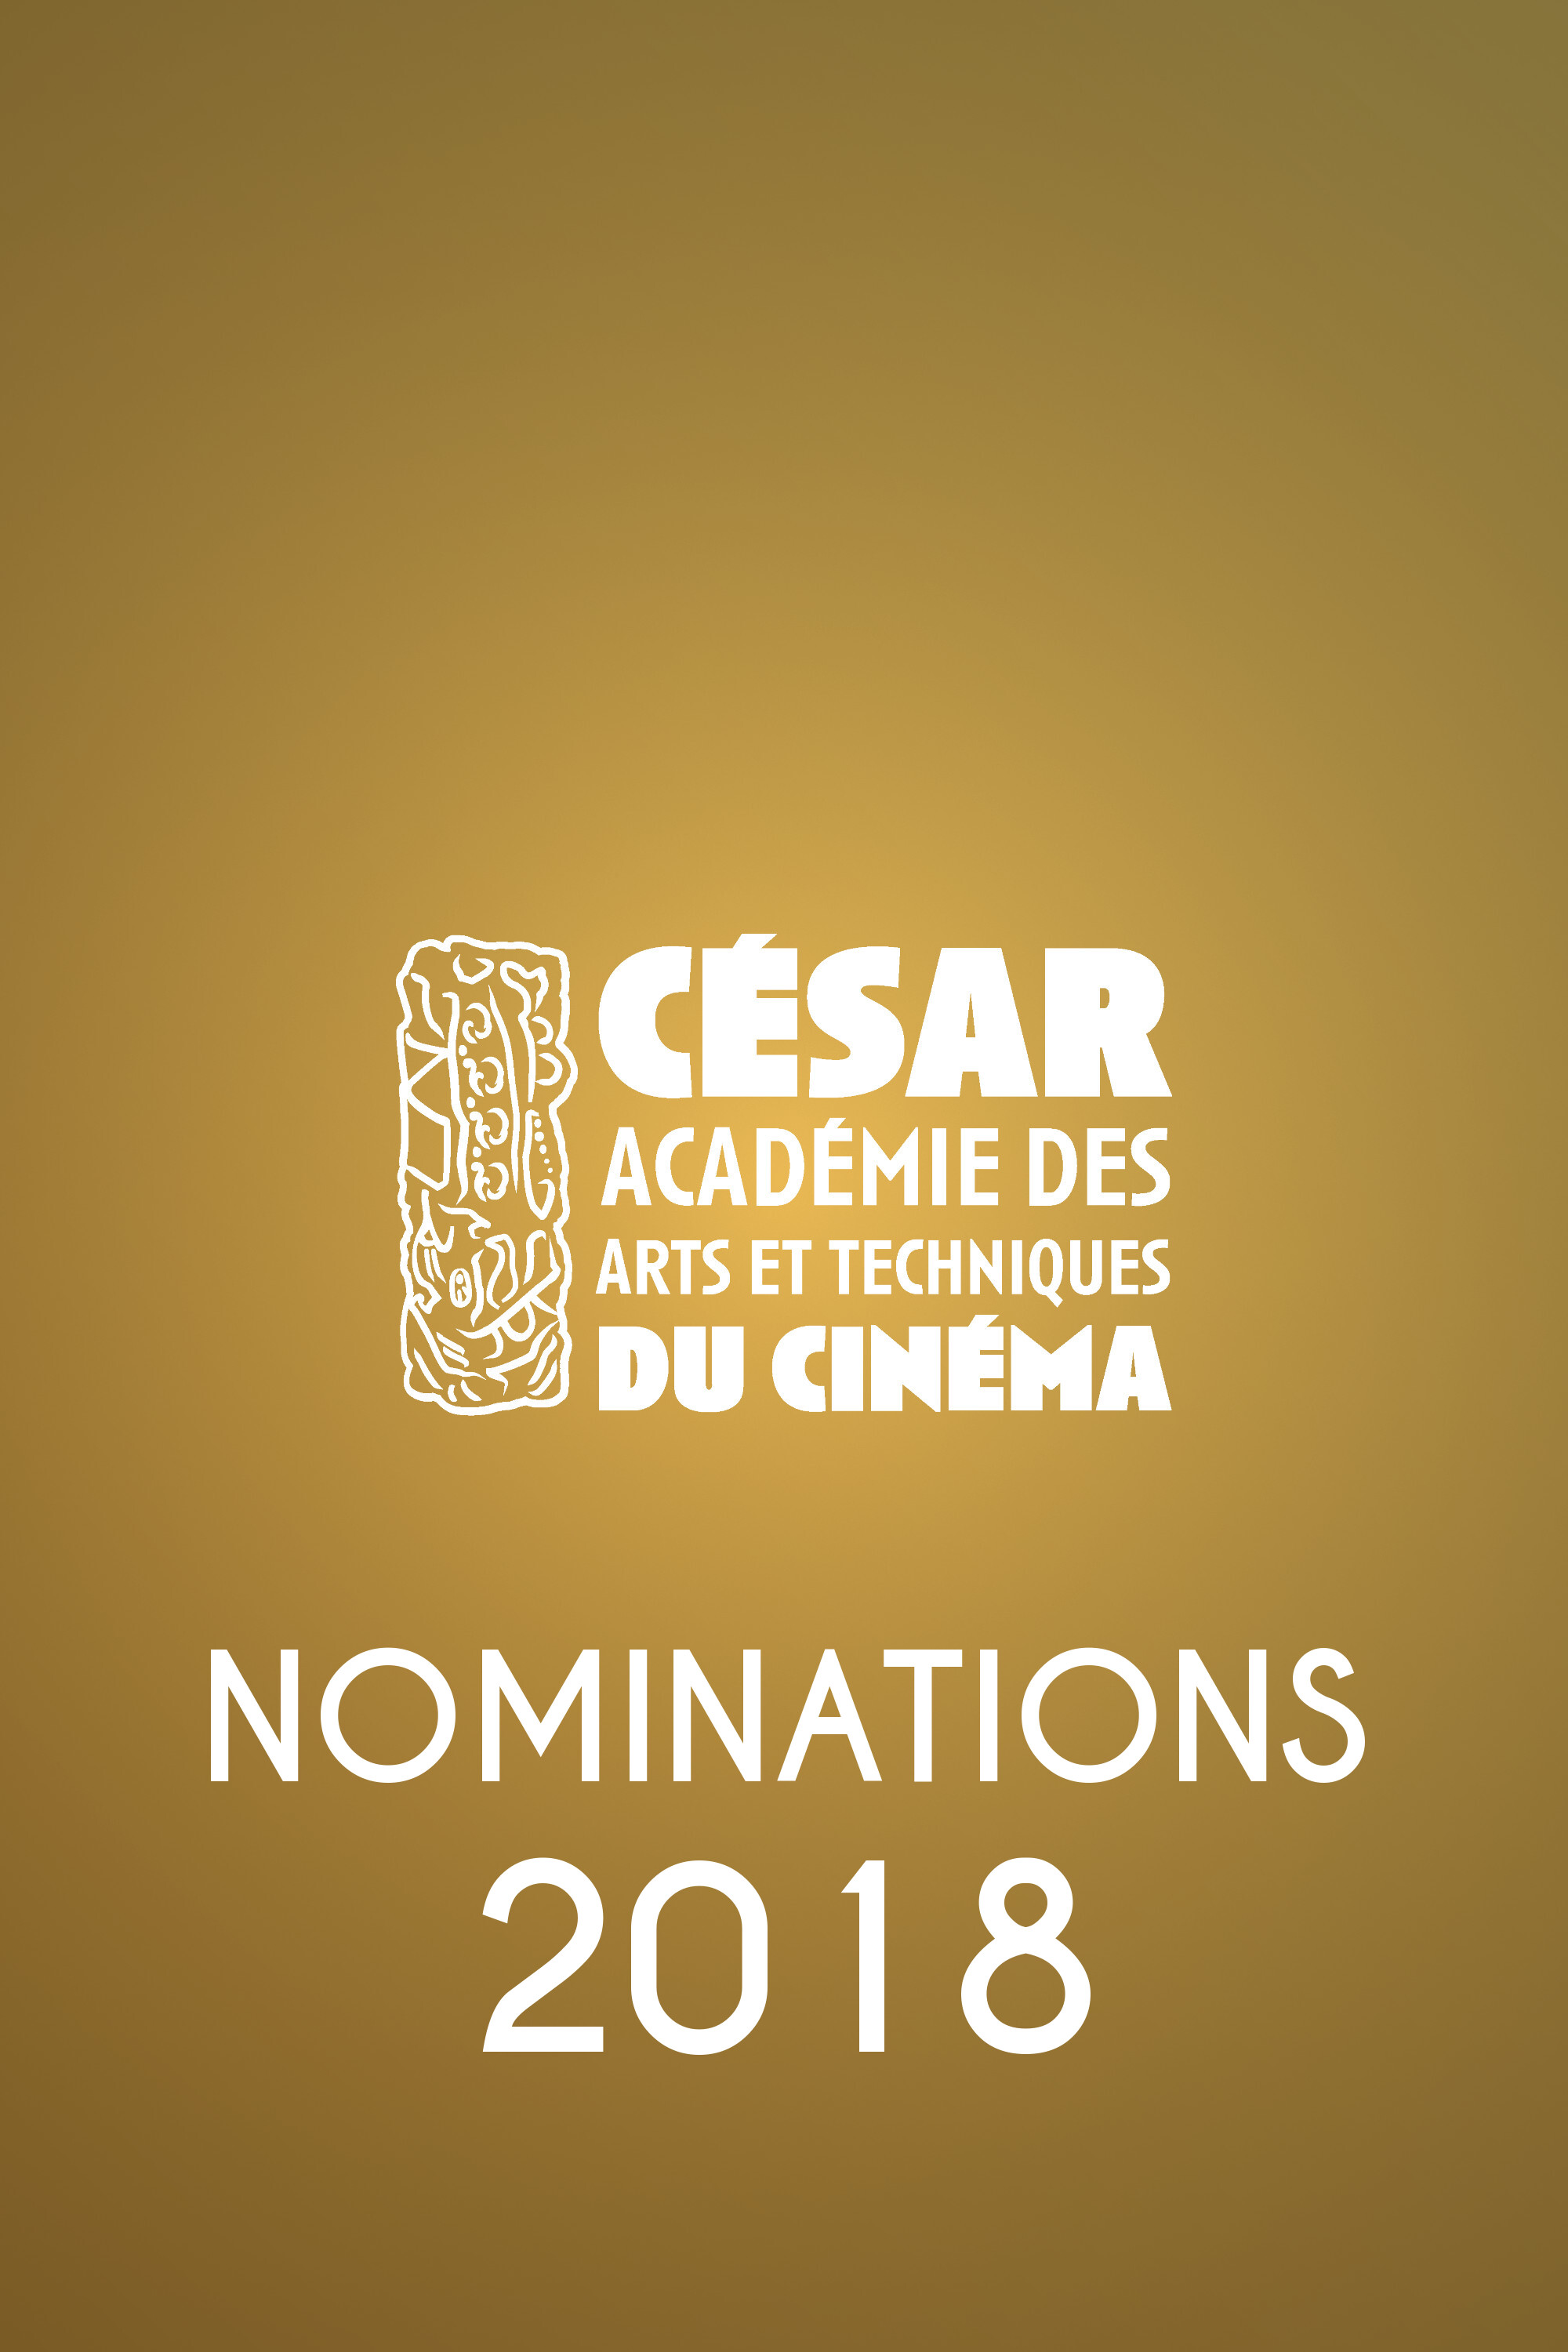 CÉSAR
ACADÉMIE DES
ARTS ET TECHNIQUES
DU CINÉMA
NOMINATIONS
2018